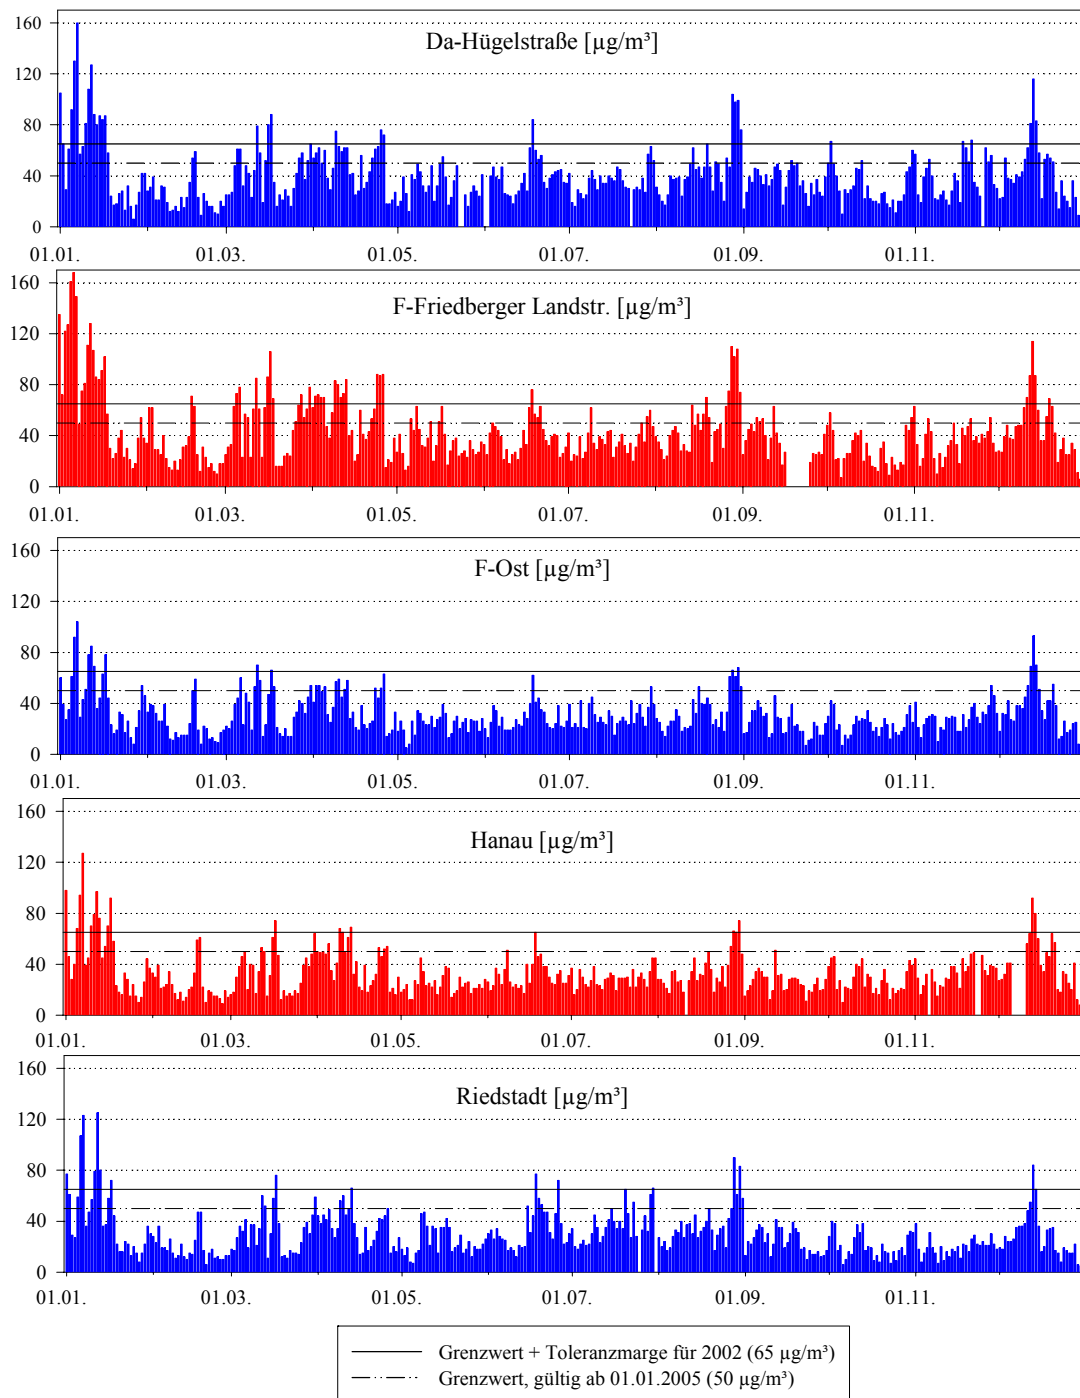 160
Da-Hügelstraße [µg/m³]
120
80
40
0
01.01. 01.03. 01.05. 01.07. 01.09. 01.11.
160
F-Friedberger Landstr. [µg/m³]
120
80
40
0
01.01. 01.03. 01.05. 01.07. 01.09. 01.11.
160
F-Ost [µg/m³]
120
80
40
0
01.01. 01.03. 01.05. 01.07. 01.09. 01.11.
160
Hanau [µg/m³]
120
80
40
0
01.01. 01.03. 01.05. 01.07. 01.09. 01.11.
160
Riedstadt [µg/m³]
120
80
40
0
01.01. 01.03. 01.05. 01.07. 01.09. 01.11.
Grenzwert + Toleranzmarge für 2002 (65 µg/m³)
Grenzwert, gültig ab 01.01.2005 (50 µg/m³)